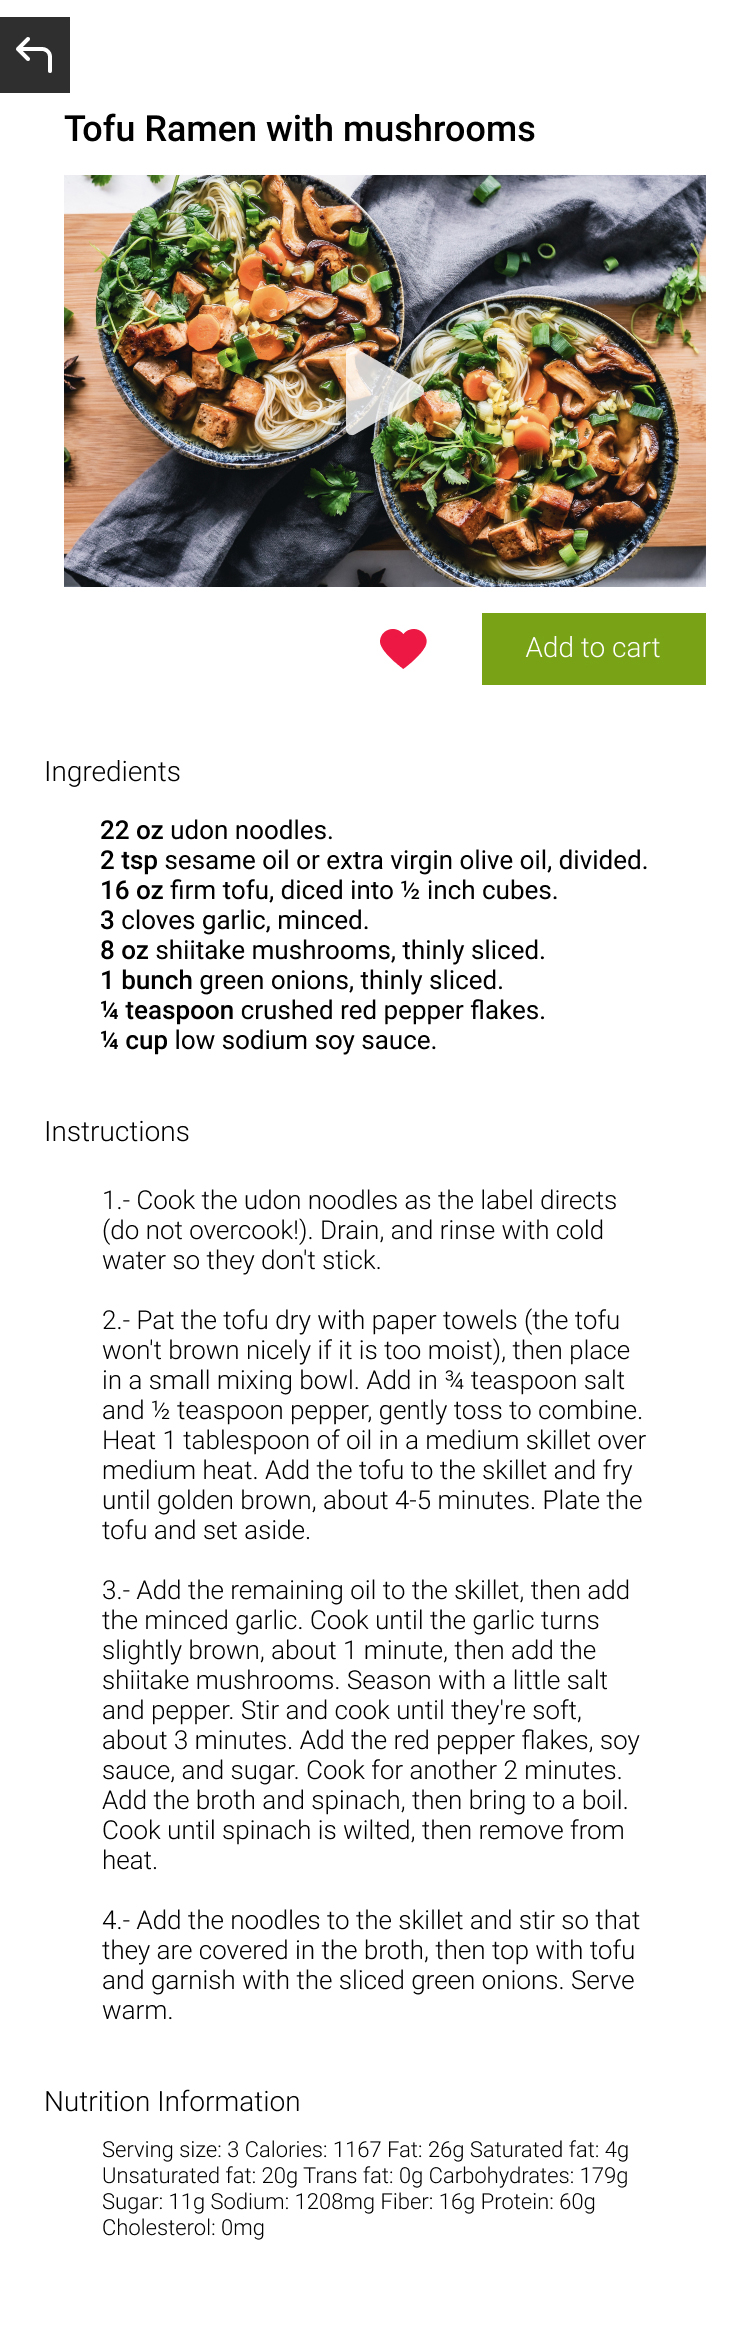 Tofu Ramen with mushrooms
Add to cart
Ingredients
22 oz udon noodles.
2 tsp sesame oil or extra virgin olive oil, divided.
16 oz firm tofu, diced into ½ inch cubes.
3 cloves garlic, minced.
8 oz shiitake mushrooms, thinly sliced.
1 bunch green onions, thinly sliced.
¼ teaspoon crushed red pepper flakes.
¼ cup low sodium soy sauce.
Instructions
1.- Cook the udon noodles as the label directs
(do not overcook!). Drain, and rinse with cold
water so they don't stick.
2.- Pat the tofu dry with paper towels (the tofu
won't brown nicely if it is too moist), then place
in a small mixing bowl. Add in ¾ teaspoon salt
and ½ teaspoon pepper, gently toss to combine.
Heat 1 tablespoon of oil in a medium skillet over
medium heat. Add the tofu to the skillet and fry
until golden brown, about 4-5 minutes. Plate the
tofu and set aside.
3.- Add the remaining oil to the skillet, then add
the minced garlic. Cook until the garlic turns
slightly brown, about 1 minute, then add the
shiitake mushrooms. Season with a little salt
and pepper. Stir and cook until they're soft,
about 3 minutes. Add the red pepper flakes, soy
sauce, and sugar. Cook for another 2 minutes.
Add the broth and spinach, then bring to a boil.
Cook until spinach is wilted, then remove from
heat.
4.- Add the noodles to the skillet and stir so that
they are covered in the broth, then top with tofu
and garnish with the sliced green onions. Serve
warm.
Nutrition Information
Serving size: 3 Calories: 1167 Fat: 26g Saturated fat: 4g
Unsaturated fat: 20g Trans fat: 0g Carbohydrates: 179g
Sugar: 11g Sodium: 1208mg Fiber: 16g Protein: 60g
Cholesterol: 0mg